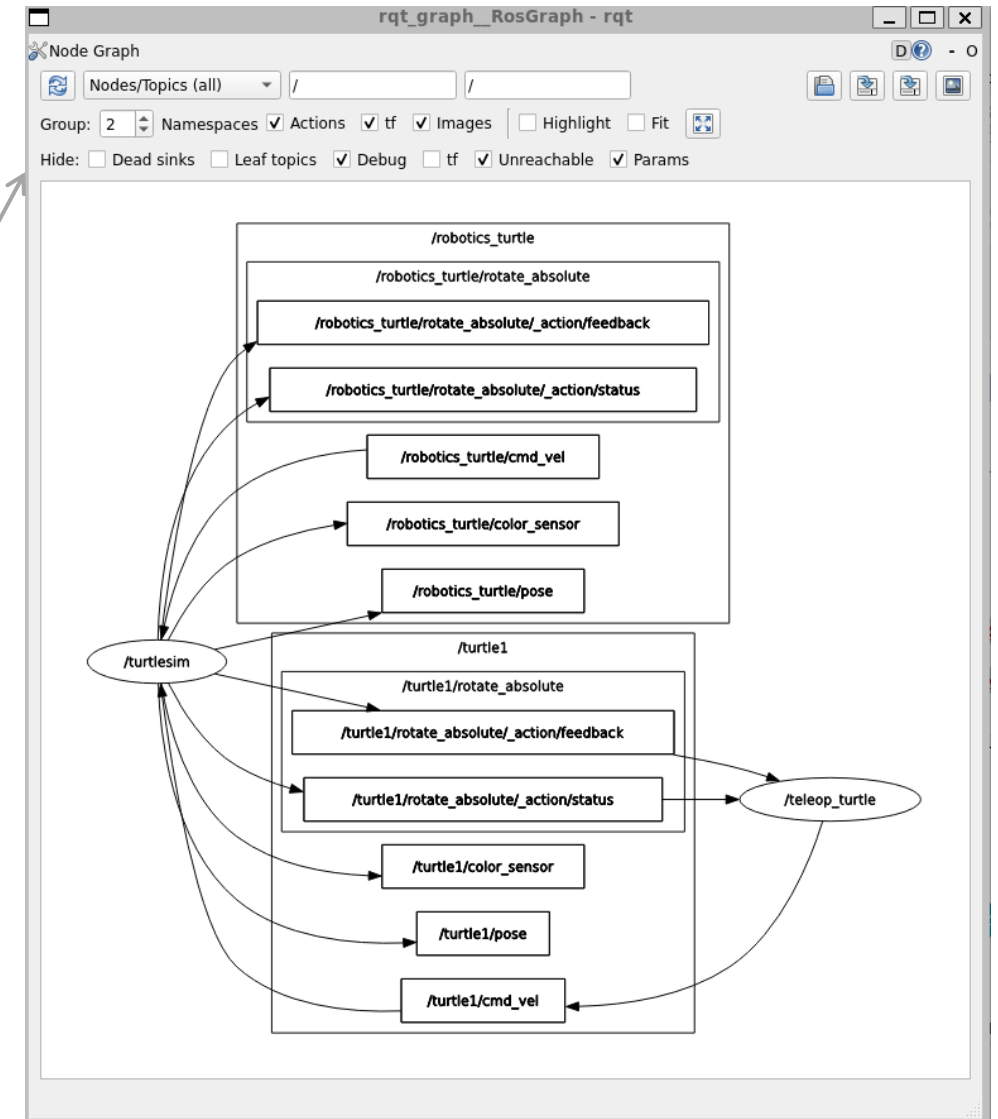 rqt_graph__RosGraph - rqt
Node Graph
D - O
Nodes/Topics (all) / /
Group: 2 Namespaces Actions tf Images Highlight Fit
Hide: Dead sinks Leaf topics Debug tf Unreachable Params
/robotics_turtle
/robotics_turtle/rotate_absolute
/robotics_turtle/rotate_absolute/_action/feedback
/robotics_turtle/rotate_absolute/_action/status
/robotics_turtle/cmd_vel
/robotics_turtle/color_sensor
/robotics_turtle/pose
/turtlesim
/turtle1
/turtle1/rotate_absolute
/turtle1/rotate_absolute/_action/feedback
/turtle1/rotate_absolute/_action/status
/teleop_turtle
/turtle1/color_sensor
/turtle1/pose
/turtle1/cmd_vel